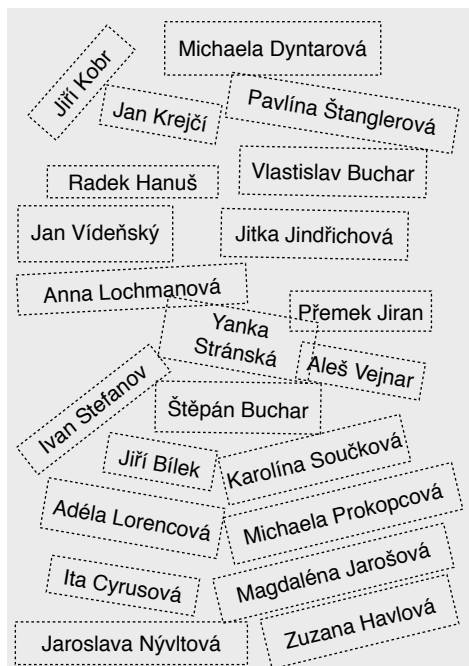 Michaela Dyntarová
Jiří Kobr
Jan Krejčí
Pavlína Štanglerová
Vlastislav Buchar
Radek Hanuš
Jan Vídeňský
Jitka Jindřichová
Anna Lochmanová
Přemek Jiran
Yanka
Stránská
Aleš Vejnar
Ivan Stefanov
Štěpán Buchar
Jiří Bílek
Karolína Součková
Adéla Lorencová
Michaela Prokopcová
Ita Cyrusová
Magdaléna Jarošová
Jaroslava Nývltová
Zuzana Havlová